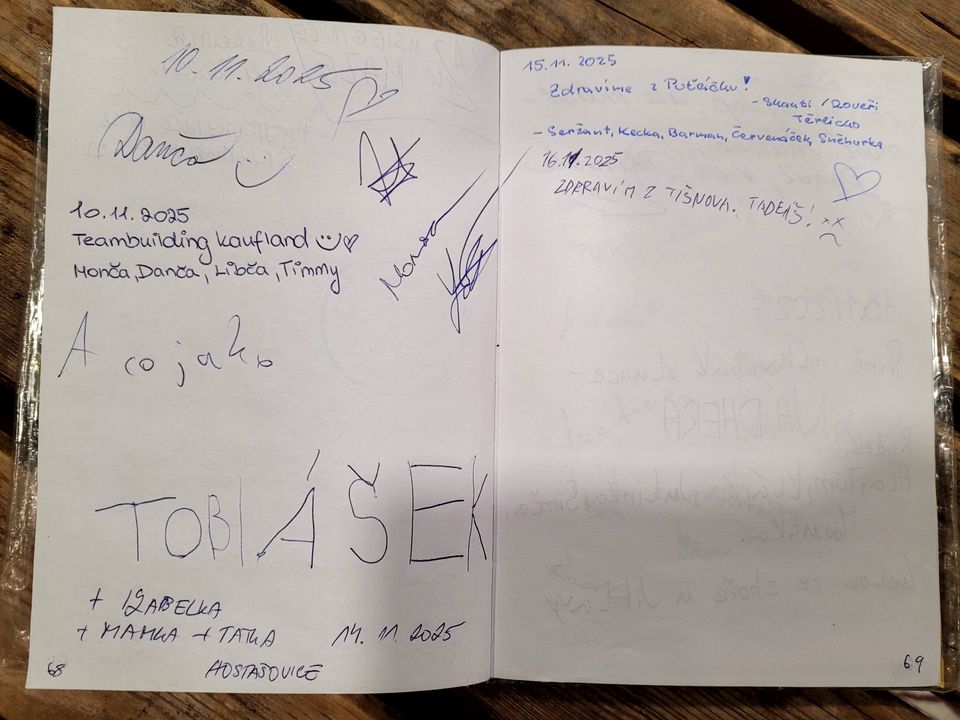 10.11.2025
Danča
10.11.2025
Teambuilding kaufland
Monča, Danča, Libča, Timmy
A co jako
TOBIÁŠEK
+ IZABELKA
+ MAMKA + TATKA 14. 11. 2025
HOSTAŠOVICE
68
15.11.2025
Zdravíme z Putčíčku!
- Skauti / Roveři
Těrlicko
- Seržant, Kecka, Barman, Červenáček, Sněhurka
16.11.2025
ZDRAVÍM Z TIŠNOVA. TADEÁŠ!
69